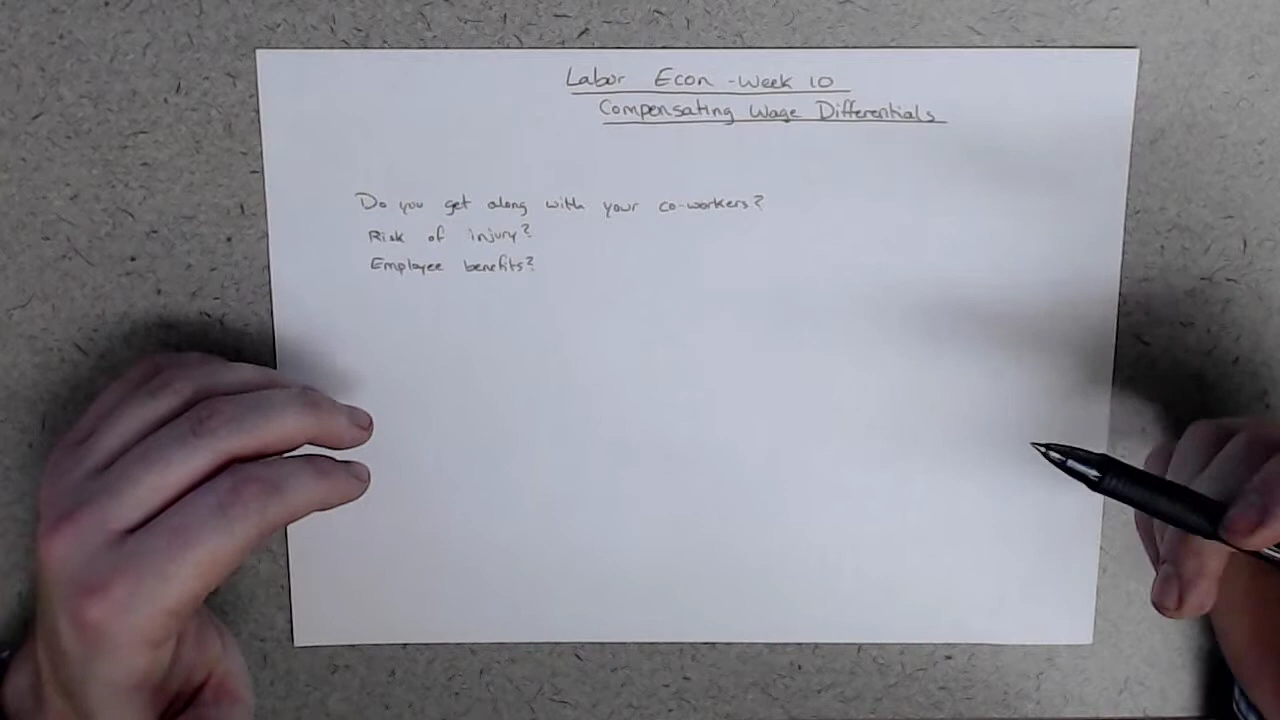 Labor Econ - Week 10
Compensating Wage Differentials
Do you get along with your co-workers?
Risk of injury?
Employee benefits?